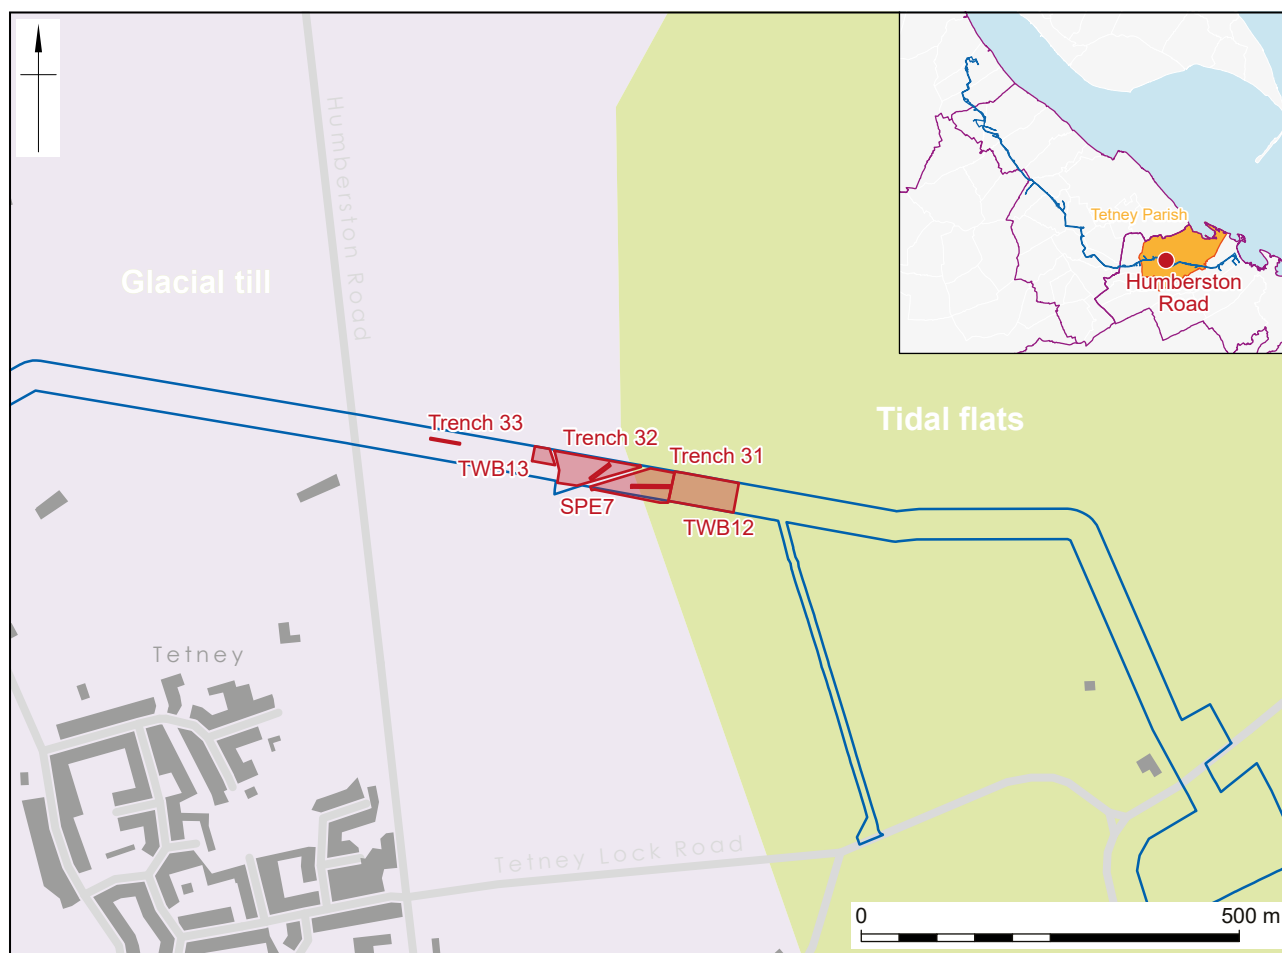 Tetney Parish
Humberston
Road
Humberston Road
Glacial till
Tidal flats
Trench 33
Trench 32
Trench 31
TWB13
SPE7
TWB12
Tetney
Tetney Lock Road
0
500 m